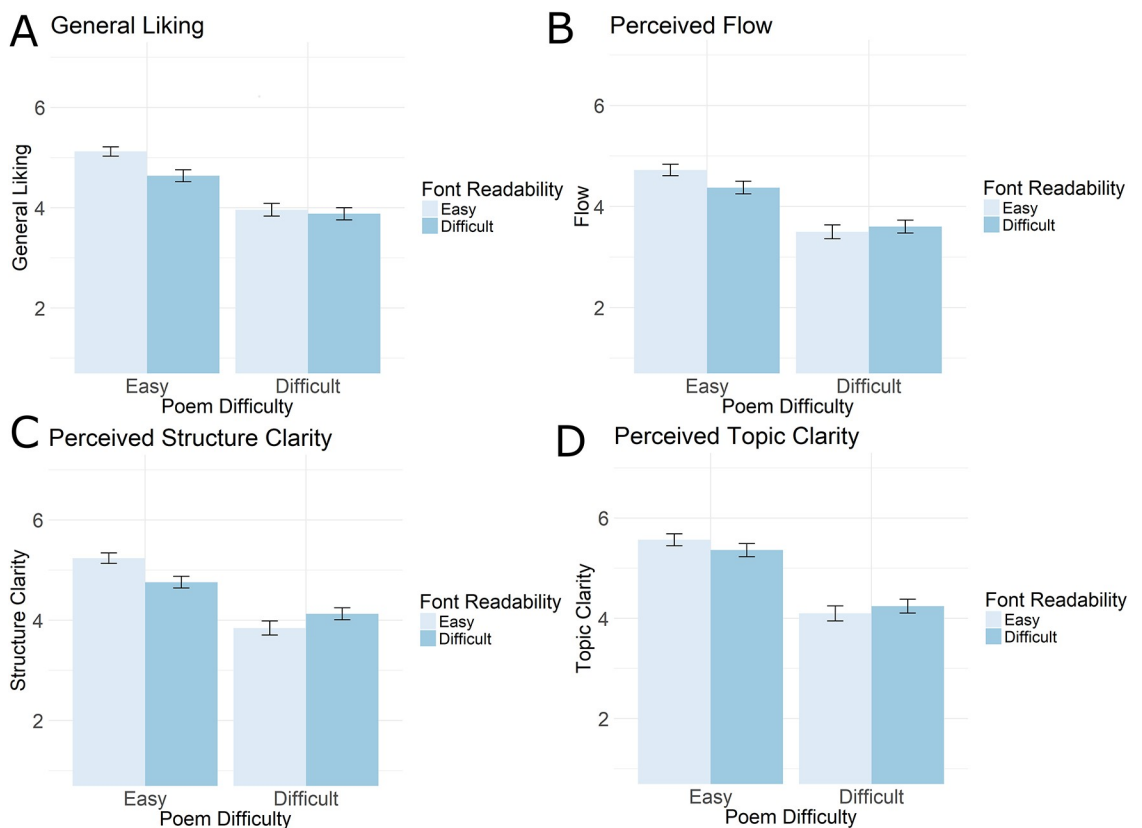 A General Liking
6
4
2
General Liking
Easy
Difficult
Poem Difficulty
Font Readability
Easy
Difficult
B Perceived Flow
6
4
2
Flow
Easy
Difficult
Poem Difficulty
Font Readability
Easy
Difficult
C Perceived Structure Clarity
6
4
2
Structure Clarity
Easy
Difficult
Poem Difficulty
Font Readability
Easy
Difficult
D Perceived Topic Clarity
6
4
2
Topic Clarity
Easy
Difficult
Poem Difficulty
Font Readability
Easy
Difficult